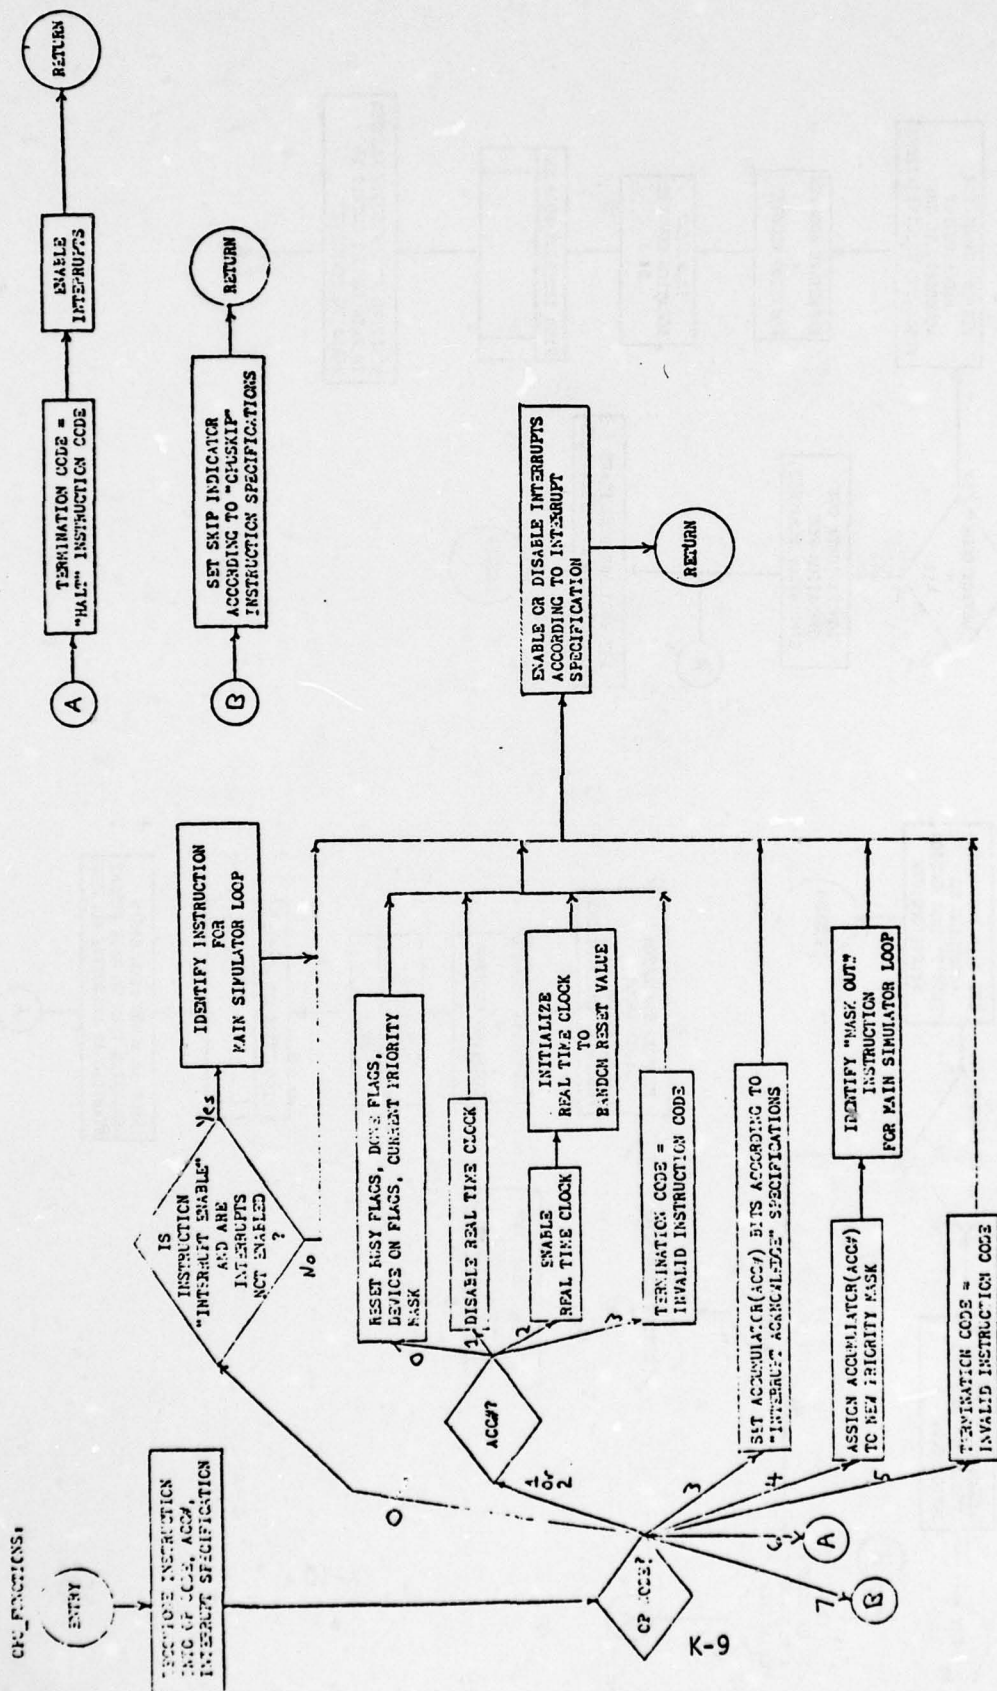 CPU_FUNCTIONS:
ENTRY
INSTRUCTION
INTO OP CODE, ACC#,
INTERRUPT SPECIFICATION
OP CODE?
0
1
or
2
3
4
5
6
7
A
B
IS
INSTRUCTION
"INTERRUPT ENABLE"
AND ARE
INTERRUPTS
NOT ENABLED
?
Yes
No
IDENTIFY INSTRUCTION
FOR
MAIN SIMULATOR LOOP
ACC#?
0
1
2
3
RESET BUSY FLAGS, DONE FLAGS,
DEVICE ON FLAGS, CURRENT PRIORITY
MASK
DISABLE REAL TIME CLOCK
ENABLE
REAL TIME CLOCK
INITIALIZE
REAL TIME CLOCK
TO
RANDOM RESET VALUE
TERMINATION CODE =
INVALID INSTRUCTION CODE
SET ACCUMULATOR(ACC#) BITS ACCORDING TO
"INTERRUPT ACKNOWLEDGE" SPECIFICATIONS
ASSIGN ACCUMLIATOR(ACC#)
TO NEW PRIORITY MASK
IDENTIFY "MASK OUT"
INSTRUCTION
FOR MAIN SIMULATOR LOOP
TERMINATION CODE =
INVALID INSTRUCTION CODE
ENABLE OR DISABLE INTERRUPTS
ACCORDING TO INTERRUPT
SPECIFICATION
RETURN
A
TERMINATION CODE =
"HALT" INSTRUCTION CODE
ENABLE
INTERRUPTS
RETURN
B
SET SKIP INDICATOR
ACCORDING TO "CPUSKIP"
INSTRUCTION SPECIFICATIONS
RETURN
K-9